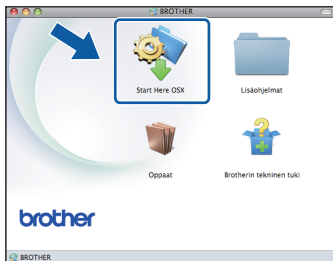 BROTHER
Start Here OSX
Lisäohjelmat
Oppaat
Brotherin tekninen tuki
brother
BROTHER